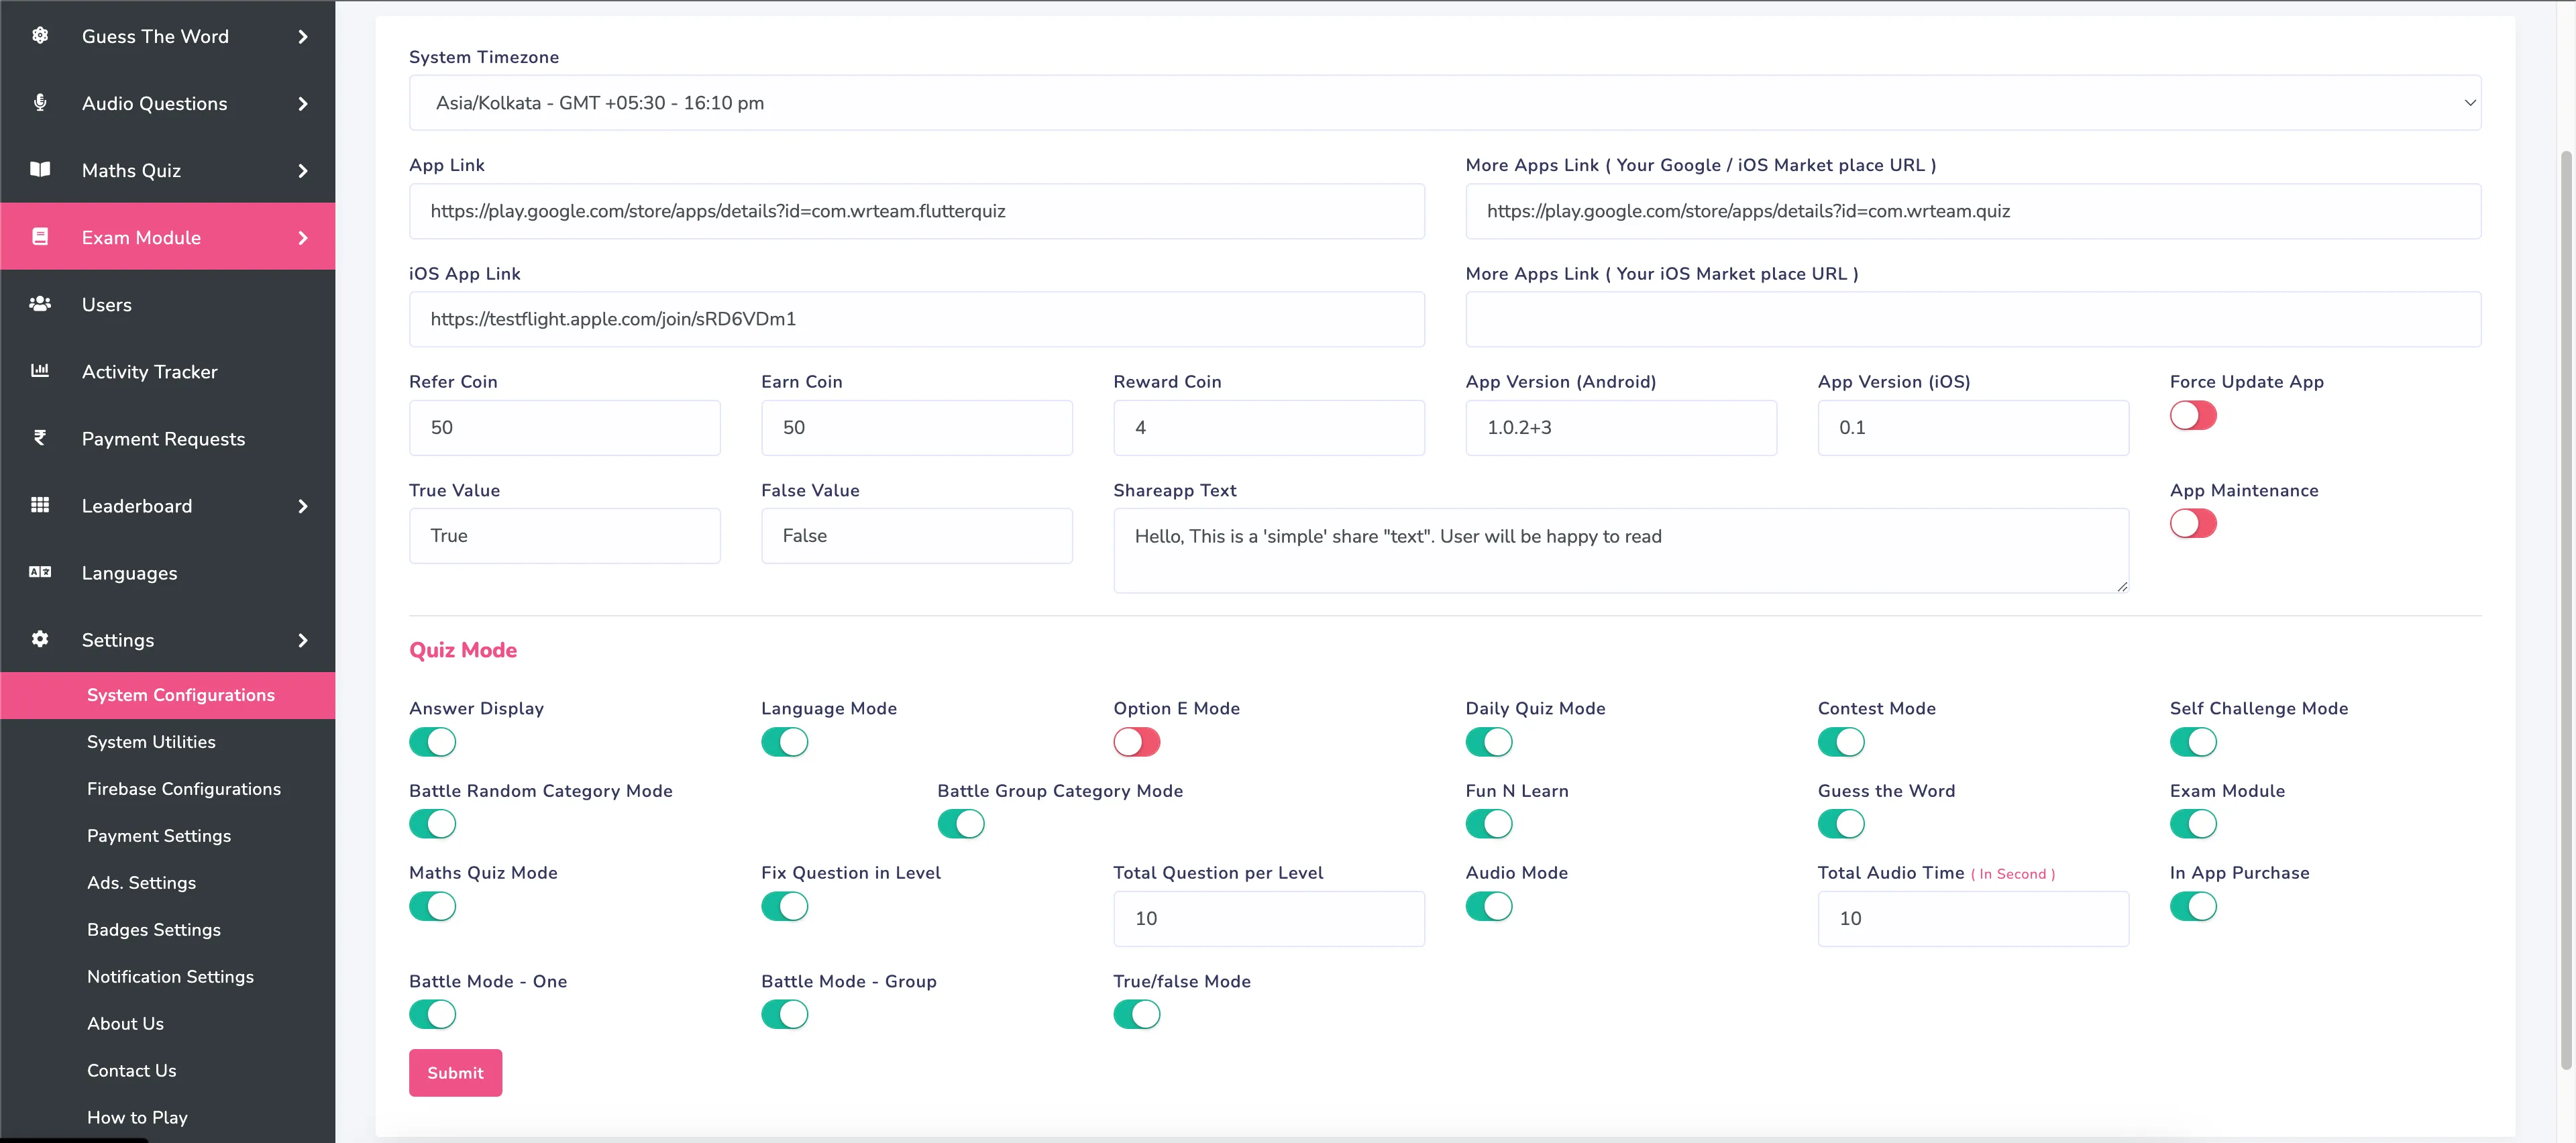 Guess The Word
Audio Questions
Maths Quiz
Exam Module
Users
Activity Tracker
Payment Requests
Leaderboard
Languages
Settings
System Configurations
System Utilities
Firebase Configurations
Payment Settings
Ads. Settings
Badges Settings
Notification Settings
About Us
Contact Us
How to Play
System Timezone
Asia/Kolkata - GMT +05:30 - 16:10 pm
App Link
https://play.google.com/store/apps/details?id=com.wrteam.flutterquiz
More Apps Link ( Your Google / iOS Market place URL )
https://play.google.com/store/apps/details?id=com.wrteam.quiz
iOS App Link
https://testflight.apple.com/join/sRD6VDm1
More Apps Link ( Your iOS Market place URL )
Refer Coin
50
Earn Coin
50
Reward Coin
4
App Version (Android)
1.0.2+3
App Version (iOS)
0.1
Force Update App
True Value
True
False Value
False
Shareapp Text
Hello, This is a 'simple' share "text". User will be happy to read
App Maintenance
Quiz Mode
Answer Display
Language Mode
Option E Mode
Daily Quiz Mode
Contest Mode
Self Challenge Mode
Battle Random Category Mode
Battle Group Category Mode
Fun N Learn
Guess the Word
Exam Module
Maths Quiz Mode
Fix Question in Level
Total Question per Level
10
Audio Mode
Total Audio Time ( In Second )
10
In App Purchase
Battle Mode - One
Battle Mode - Group
True/false Mode
Submit